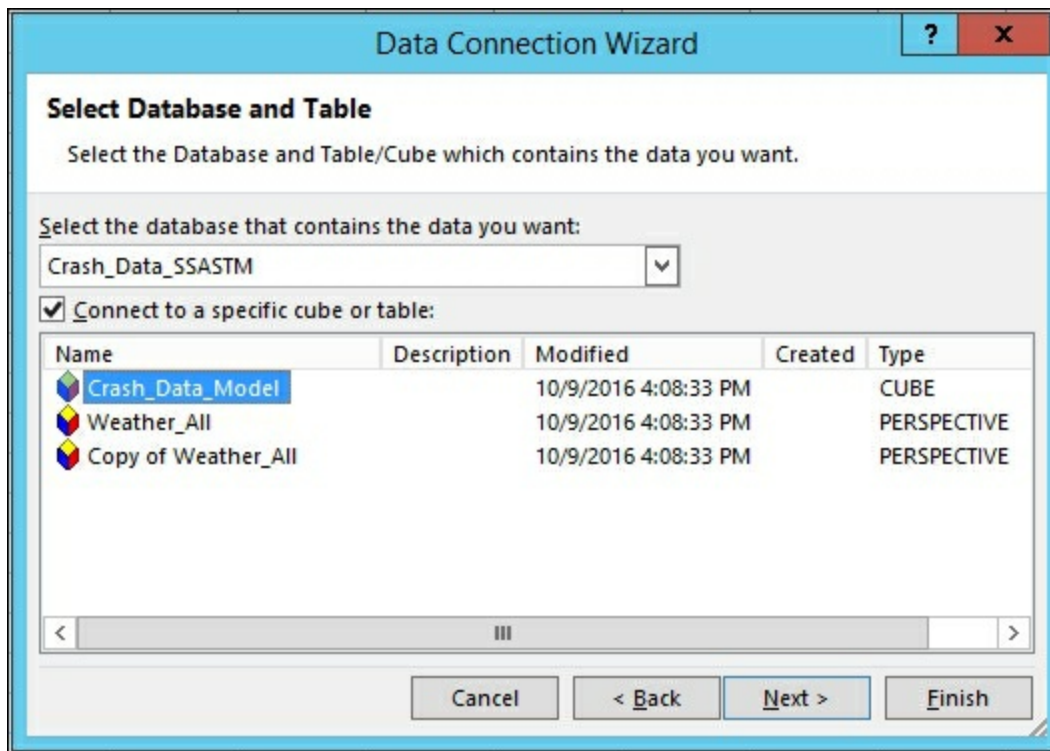 Data Connection Wizard ? x
Select Database and Table
Select the Database and Table/Cube which contains the data you want.
Select the database that contains the data you want:
Crash_Data_SSASTM
Connect to a specific cube or table:
Name Description Modified Created Type
Crash_Data_Model 10/9/2016 4:08:33 PM CUBE
Weather_All 10/9/2016 4:08:33 PM PERSPECTIVE
Copy of Weather_All 10/9/2016 4:08:33 PM PERSPECTIVE
Cancel < Back Next > Finish